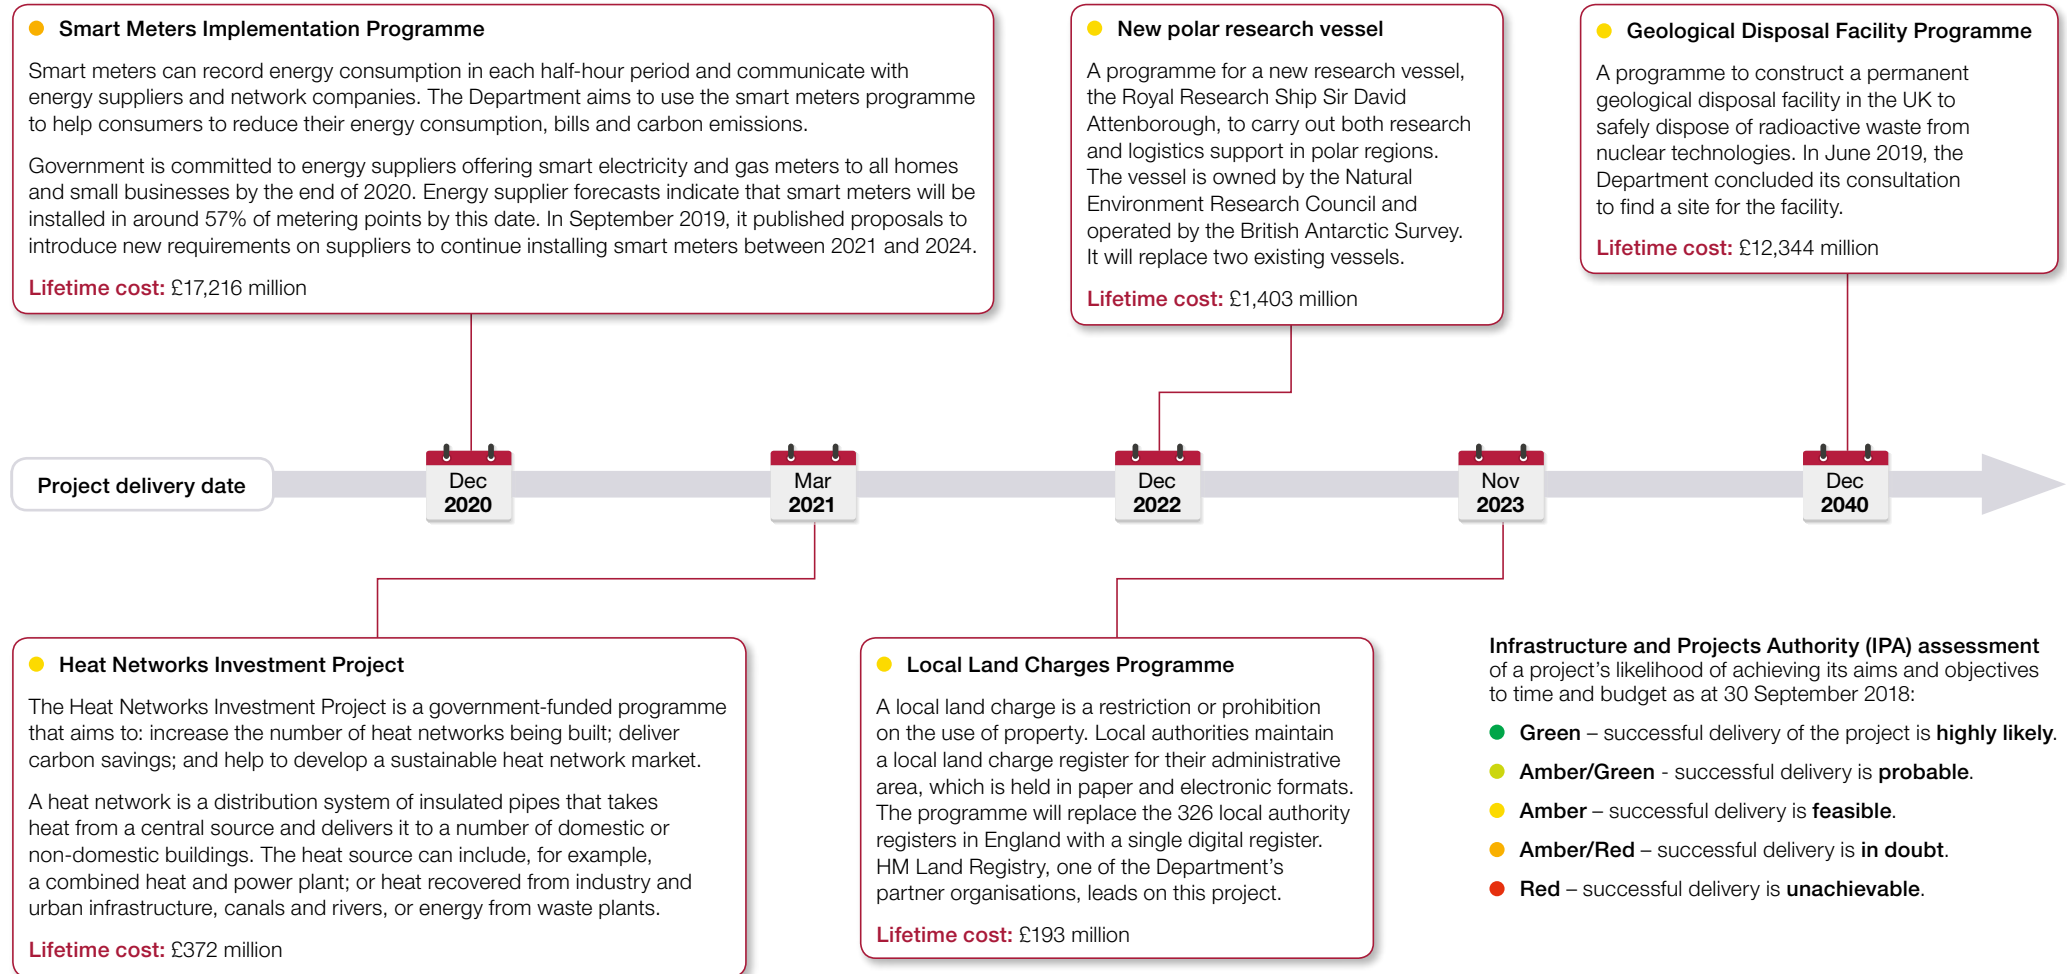 Smart Meters Implementation Programme
Smart meters can record energy consumption in each half-hour period and communicate with
energy suppliers and network companies. The Department aims to use the smart meters programme
to help consumers to reduce their energy consumption, bills and carbon emissions.
Government is committed to energy suppliers offering smart electricity and gas meters to all homes
and small businesses by the end of 2020. Energy supplier forecasts indicate that smart meters will be
installed in around 57% of metering points by this date. In September 2019, it published proposals to
introduce new requirements on suppliers to continue installing smart meters between 2021 and 2024.
Lifetime cost: £17,216 million
New polar research vessel
A programme for a new research vessel,
the Royal Research Ship Sir David
Attenborough, to carry out both research
and logistics support in polar regions.
The vessel is owned by the Natural
Environment Research Council and
operated by the British Antarctic Survey.
It will replace two existing vessels.
Lifetime cost: £1,403 million
Geological Disposal Facility Programme
A programme to construct a permanent
geological disposal facility in the UK to
safely dispose of radioactive waste from
nuclear technologies. In June 2019, the
Department concluded its consultation
to find a site for the facility.
Lifetime cost: £12,344 million
Project delivery date
Dec
2020
Mar
2021
Dec
2022
Nov
2023
Dec
2040
Heat Networks Investment Project
The Heat Networks Investment Project is a government-funded programme
that aims to: increase the number of heat networks being built; deliver
carbon savings; and help to develop a sustainable heat network market.
A heat network is a distribution system of insulated pipes that takes
heat from a central source and delivers it to a number of domestic or
non-domestic buildings. The heat source can include, for example,
a combined heat and power plant; or heat recovered from industry and
urban infrastructure, canals and rivers, or energy from waste plants.
Lifetime cost: £372 million
Local Land Charges Programme
A local land charge is a restriction or prohibition
on the use of property. Local authorities maintain
a local land charge register for their administrative
area, which is held in paper and electronic formats.
The programme will replace the 326 local authority
registers in England with a single digital register.
HM Land Registry, one of the Department's
partner organisations, leads on this project.
Lifetime cost: £193 million
Infrastructure and Projects Authority (IPA) assessment
of a project's likelihood of achieving its aims and objectives
to time and budget as at 30 September 2018:
Green – successful delivery of the project is highly likely.
Amber/Green - successful delivery is probable.
Amber – successful delivery is feasible.
Amber/Red – successful delivery is in doubt.
Red – successful delivery is unachievable.